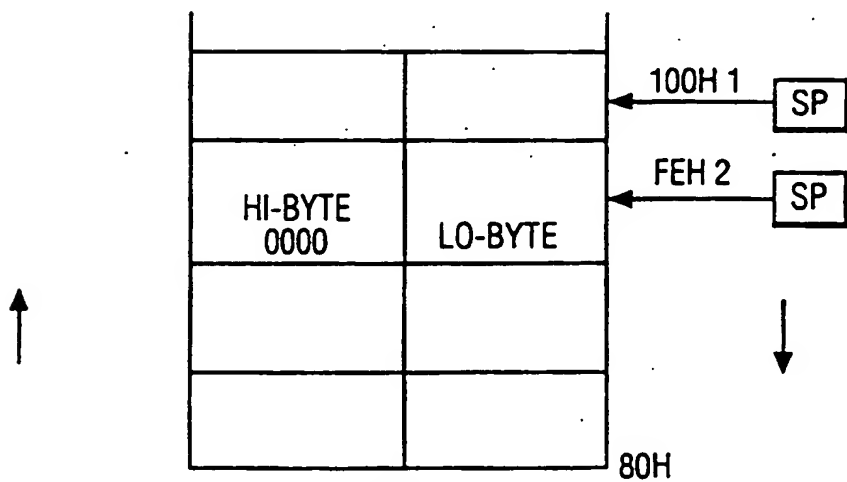 100H 1
SP
FEH 2
SP
HI-BYTE
0000
LO-BYTE
80H